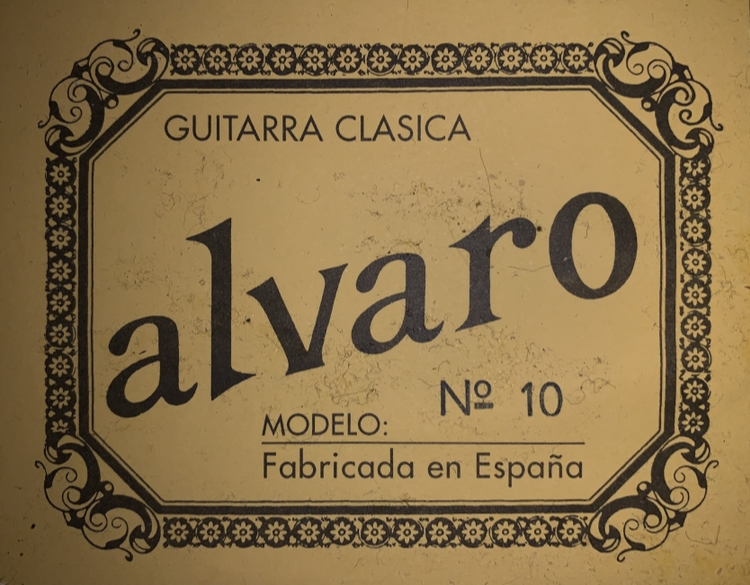 GUITARRA CLASICA
alvaro
MODELO: Nº 10
Fabricada en España